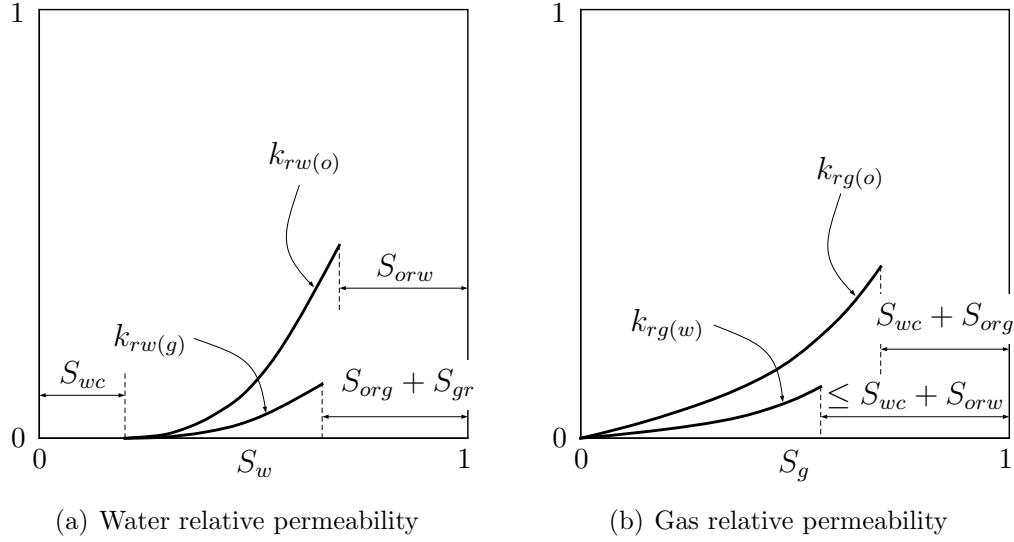 1
k_{rw(o)}
S_{orw}
k_{rw(g)}
S_{wc}
S_{org} + S_{gr}
0
0
S_w
1
(a) Water relative permeability
1
k_{rg(o)}
k_{rg(w)}
S_{wc} + S_{org}
≤ S_{wc} + S_{orw}
0
0
S_g
1
(b) Gas relative permeability